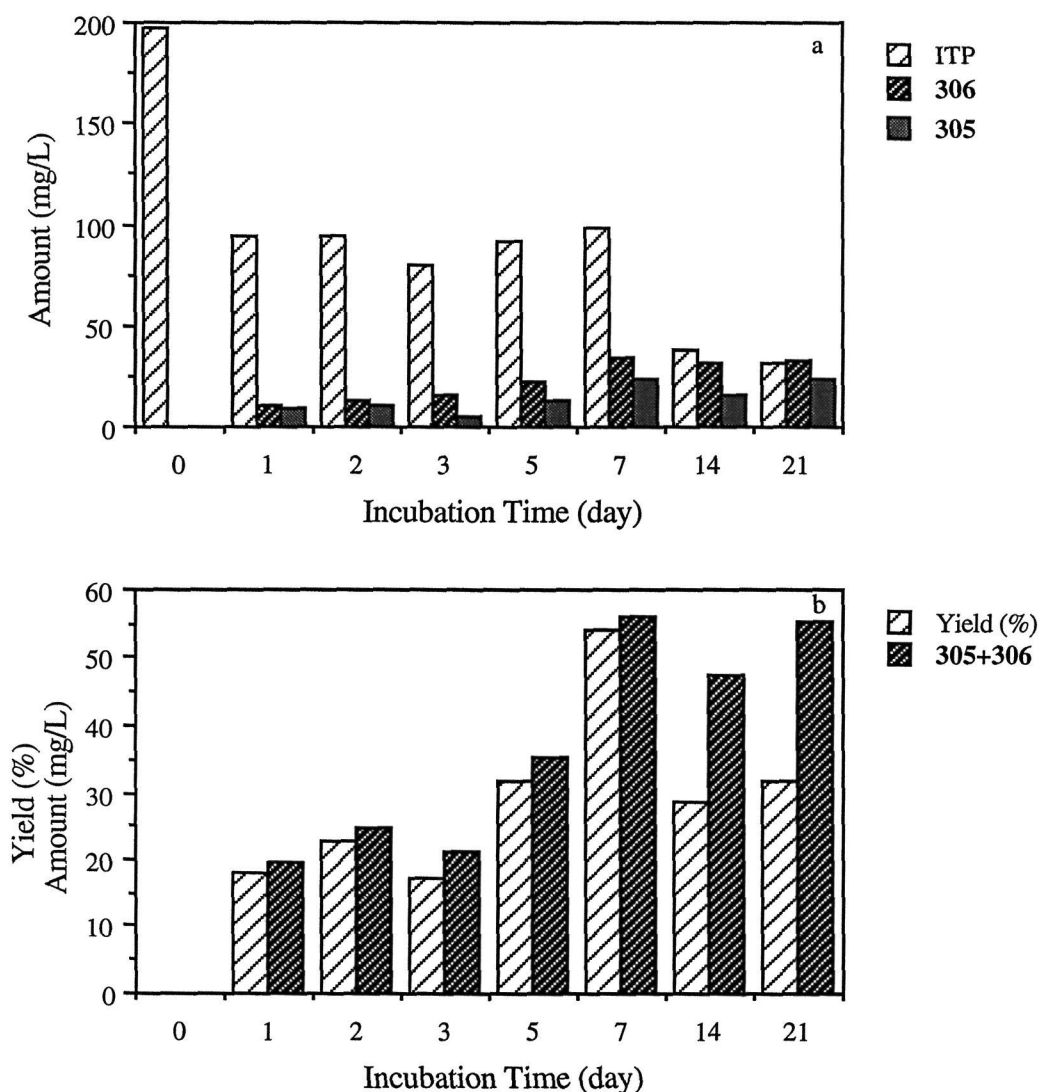 200
150
100
50
0
Amount (mg/L)
a
ITP
306
305
0 1 2 3 5 7 14 21
Incubation Time (day)
60
50
40
30
20
10
0
Yield (%)
Amount (mg/L)
b
Yield (%)
305+306
0 1 2 3 5 7 14 21
Incubation Time (day)